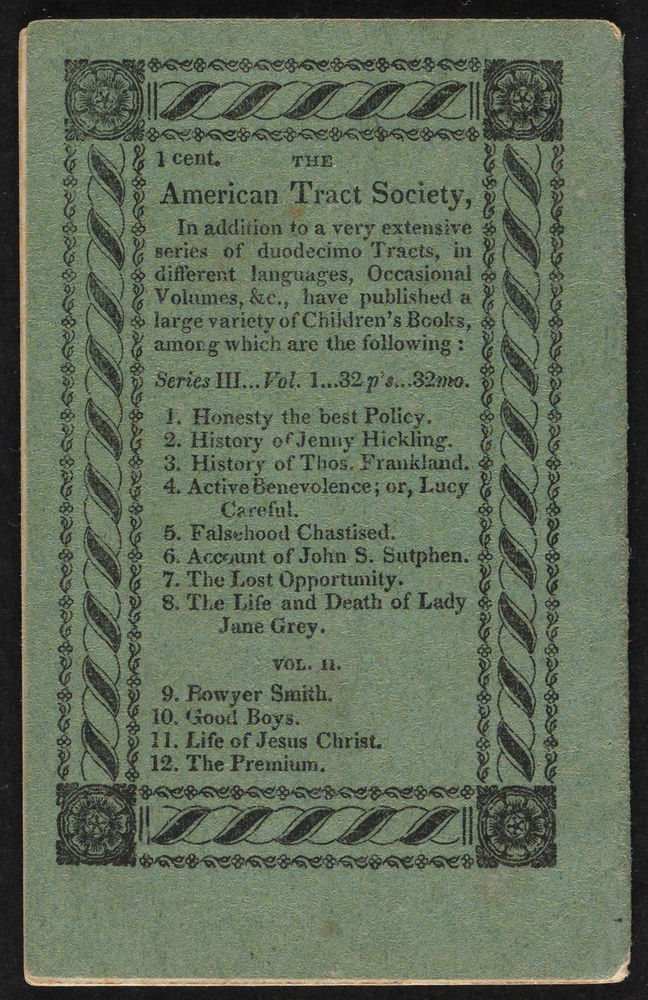 1 cent. THE
American Tract Society,
In addition to a very extensive
series of duodecimo Tracts, in
different languages, Occasional
Volumes, &c., have published a
large variety of Children's Books,
among which are the following :
Series III... Vol. 1...32 p's...32mo.
1. Honesty the best Policy.
2. History of Jenny Hickling.
3. History of Thos. Frankland.
4. Active Benevolence; or, Lucy
Careful.
5. Falsehood Chastised.
6. Account of John S. Sutphen.
7. The Lost Opportunity.
8. The Life and Death of Lady
Jane Grey.
VOL. II.
9. Bowyer Smith.
10. Good Boys.
11. Life of Jesus Christ.
12. The Premium.